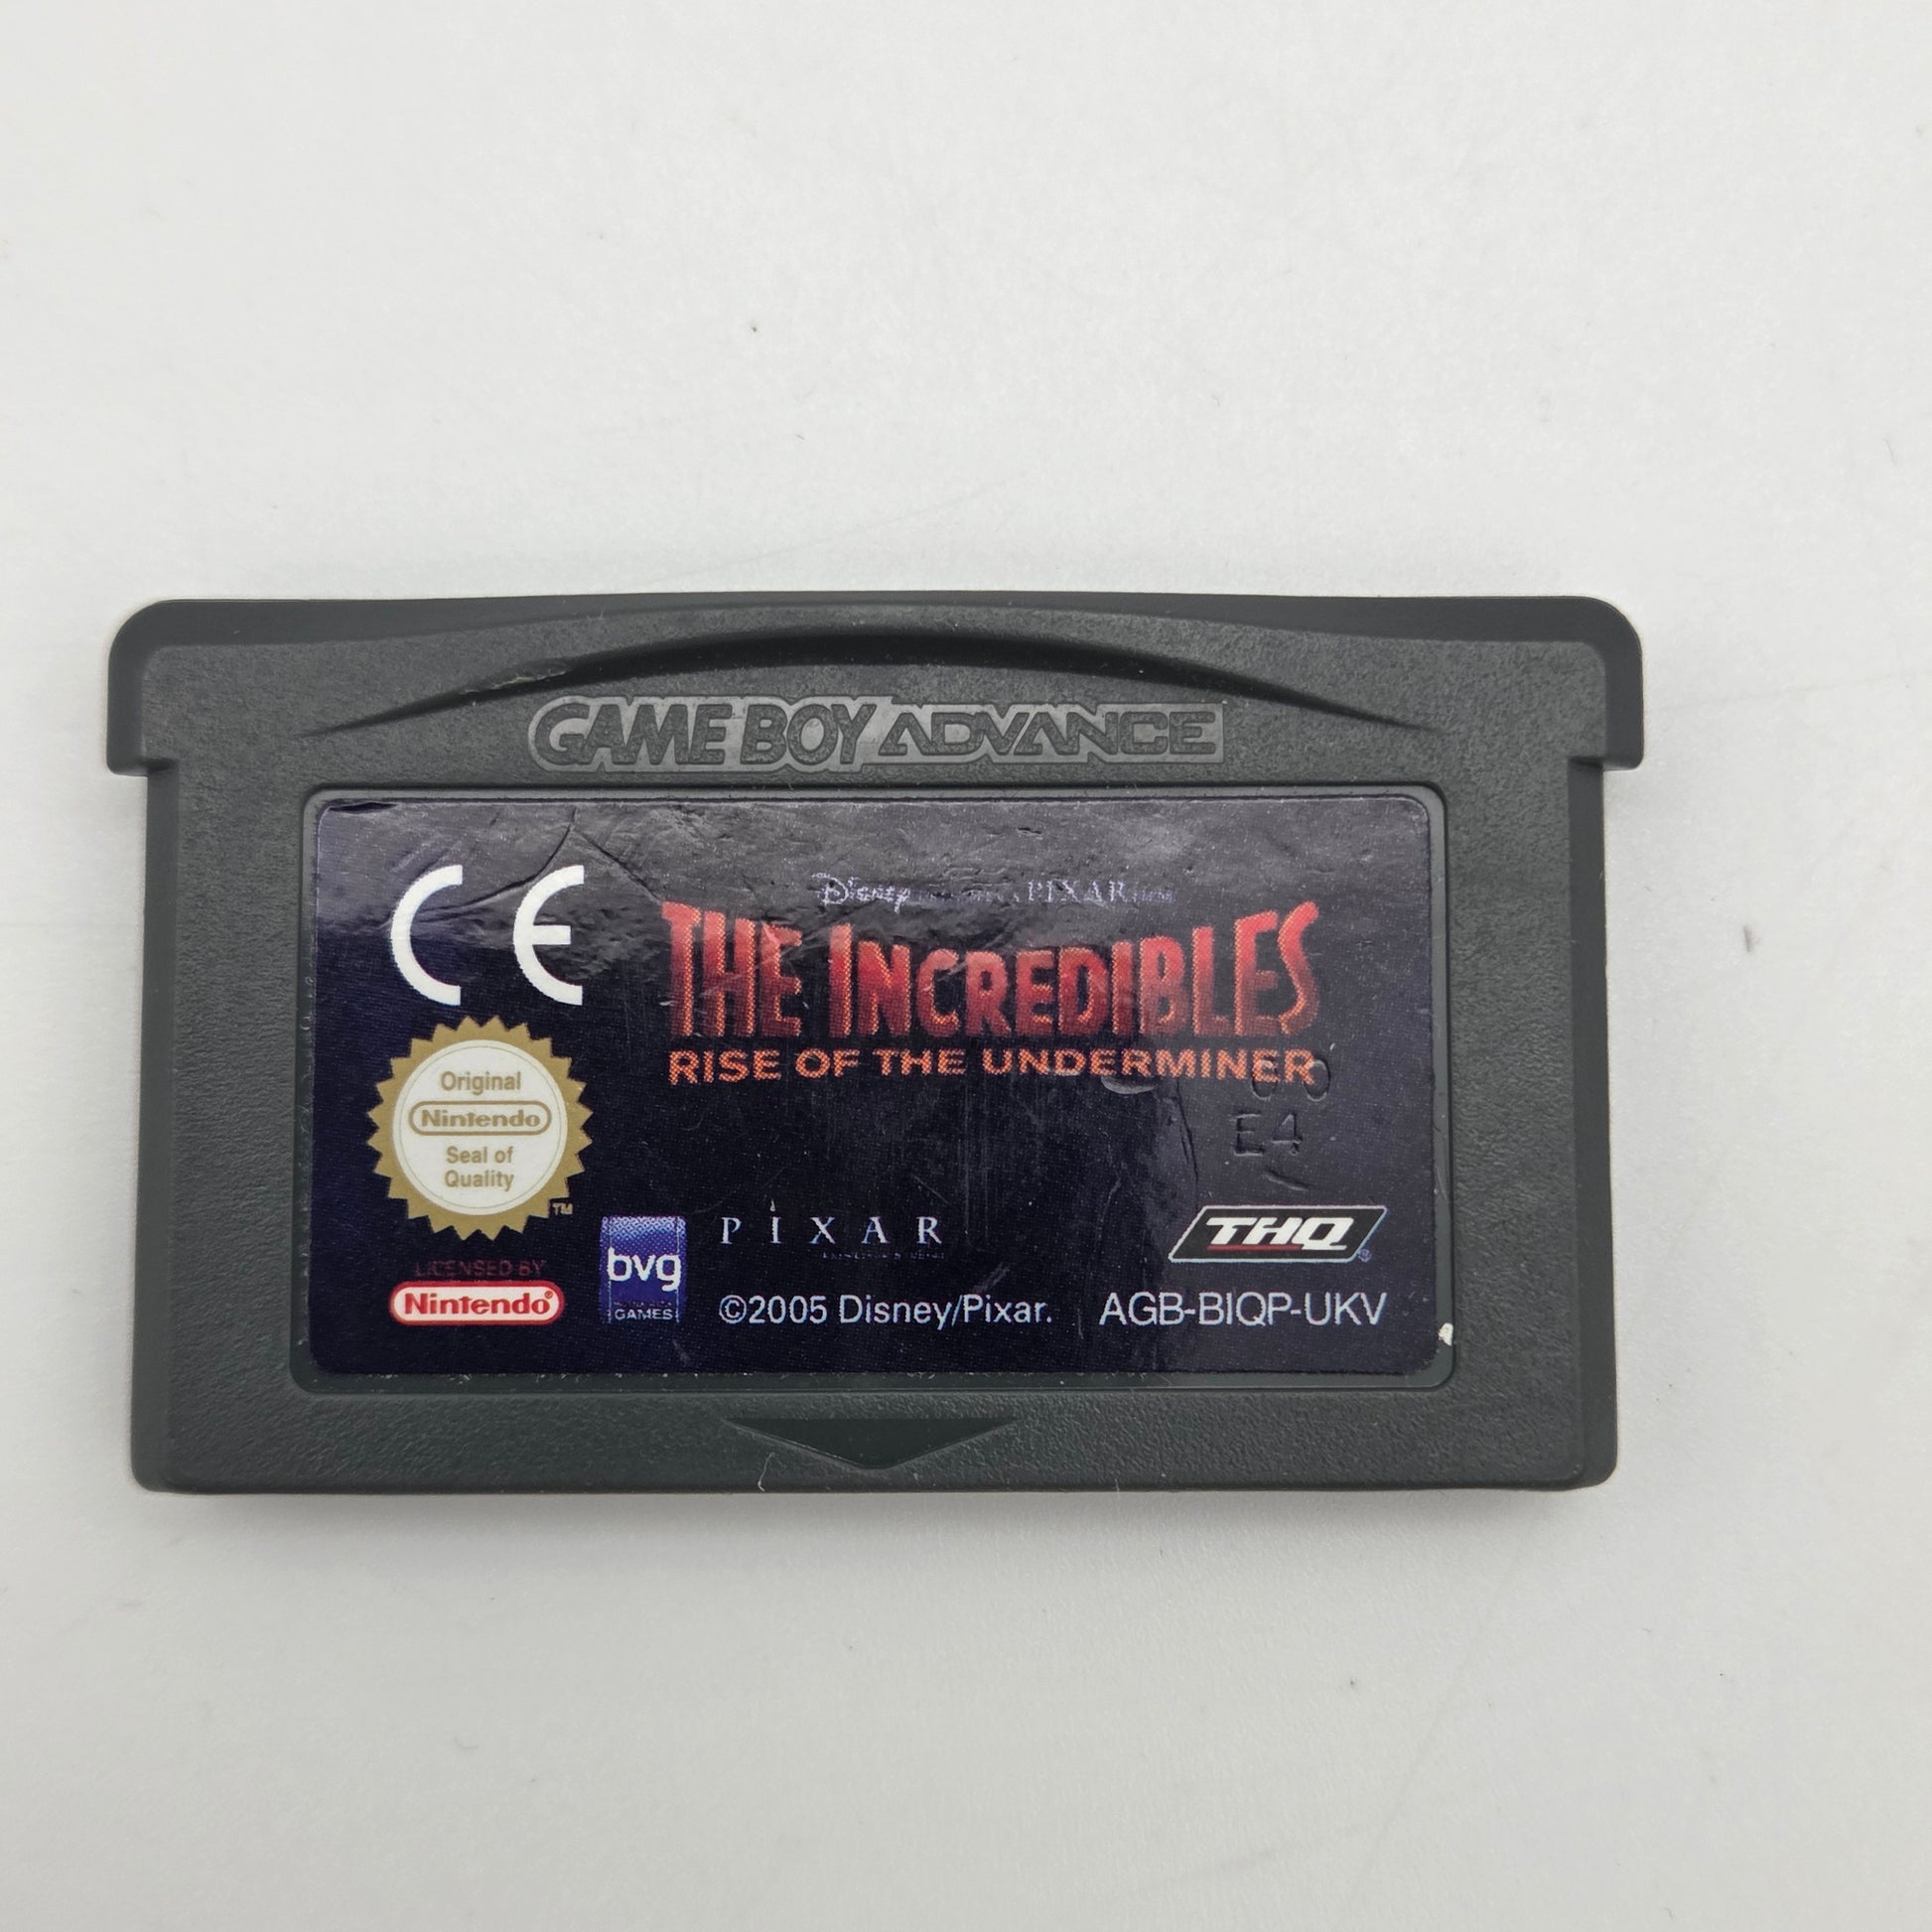 GAME BOY ADVANCE
CE
Disney PIXAR
THE INCREDIBLES
RISE OF THE UNDERMINER
E4
Original
Nintendo
Seal of
Quality
TM
LICENSED BY
Nintendo®
bvg
GAMES
PIXAR
THQ®
©2005 Disney/Pixar.
AGB-BIQP-UKV